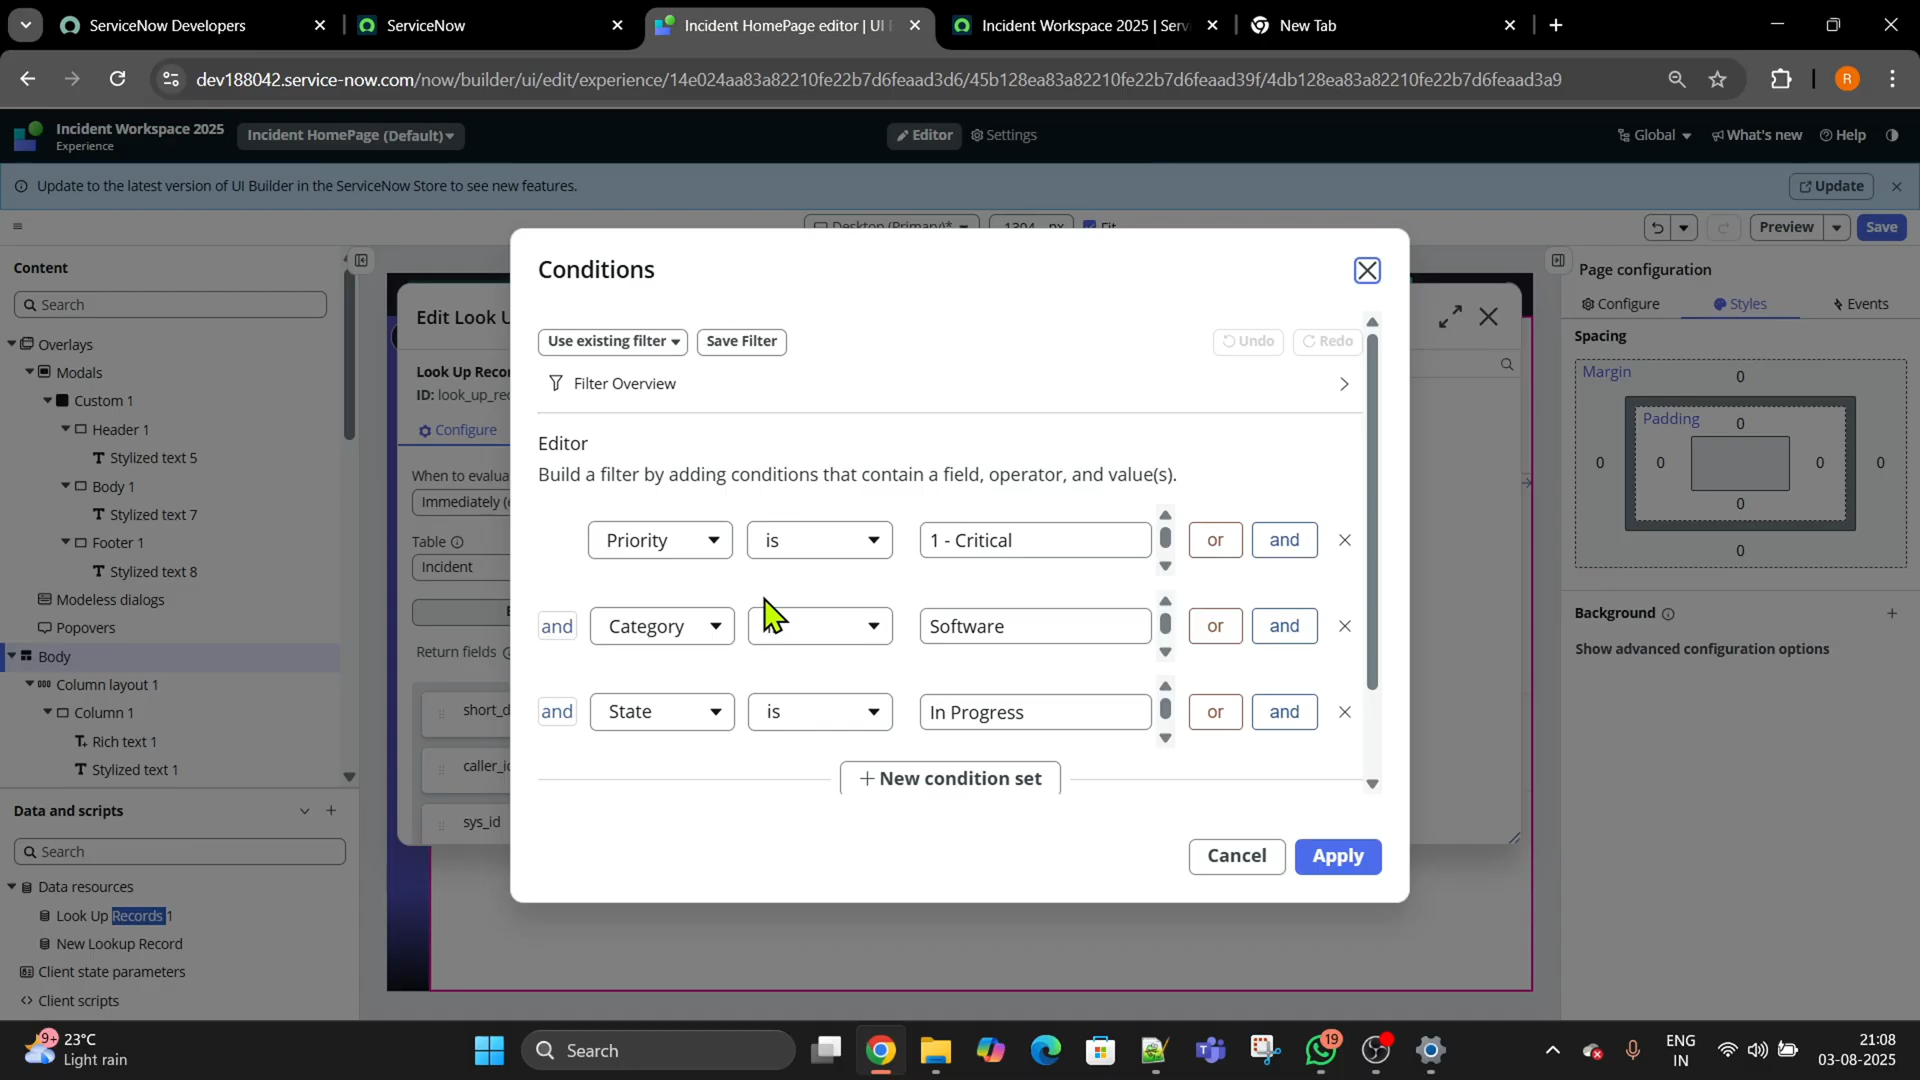 ServiceNow Developers
ServiceNow
Incident HomePage editor | UI
Incident Workspace 2025 | Serv
New Tab
dev188042.service-now.com/now/builder/ui/edit/experience/14e024aa83a82210fe22b7d6feaad3d6/45b128ea83a82210fe22b7d6feaad39f/4db128ea83a82210fe22b7d6feaad3a9
R
Incident Workspace 2025
Experience
Incident HomePage (Default)
Editor
Settings
Global
What's new
Help
Update to the latest version of UI Builder in the ServiceNow Store to see new features.
Update
Desktop (Primary)*
1304 px
Fit
Preview
Save
Content
Search
Overlays
Modals
Custom 1
Header 1
Stylized text 5
Body 1
Stylized text 7
Footer 1
Stylized text 8
Modeless dialogs
Popovers
Body
Column layout 1
Column 1
Rich text 1
Stylized text 1
Data and scripts
Search
Data resources
Look Up Records 1
New Lookup Record
Client state parameters
Client scripts
Edit Look U
Look Up Recor
ID: look_up_rec
Configure
When to evalua
Immediately (e
Table
Incident
Return fields
short_d
caller_ic
sys_id
Conditions
Use existing filter
Save Filter
Undo
Redo
Filter Overview
Editor
Build a filter by adding conditions that contain a field, operator, and value(s).
Priority is 1 - Critical or and
and Category Software or and
and State is In Progress or and
+ New condition set
Cancel
Apply
Page configuration
Configure
Styles
Events
Spacing
Margin
0
Padding
0
0
0
0
0
0
0
Background
Show advanced configuration options
9+
23°C
Light rain
Search
19
ENG
IN
21:08
03-08-2025